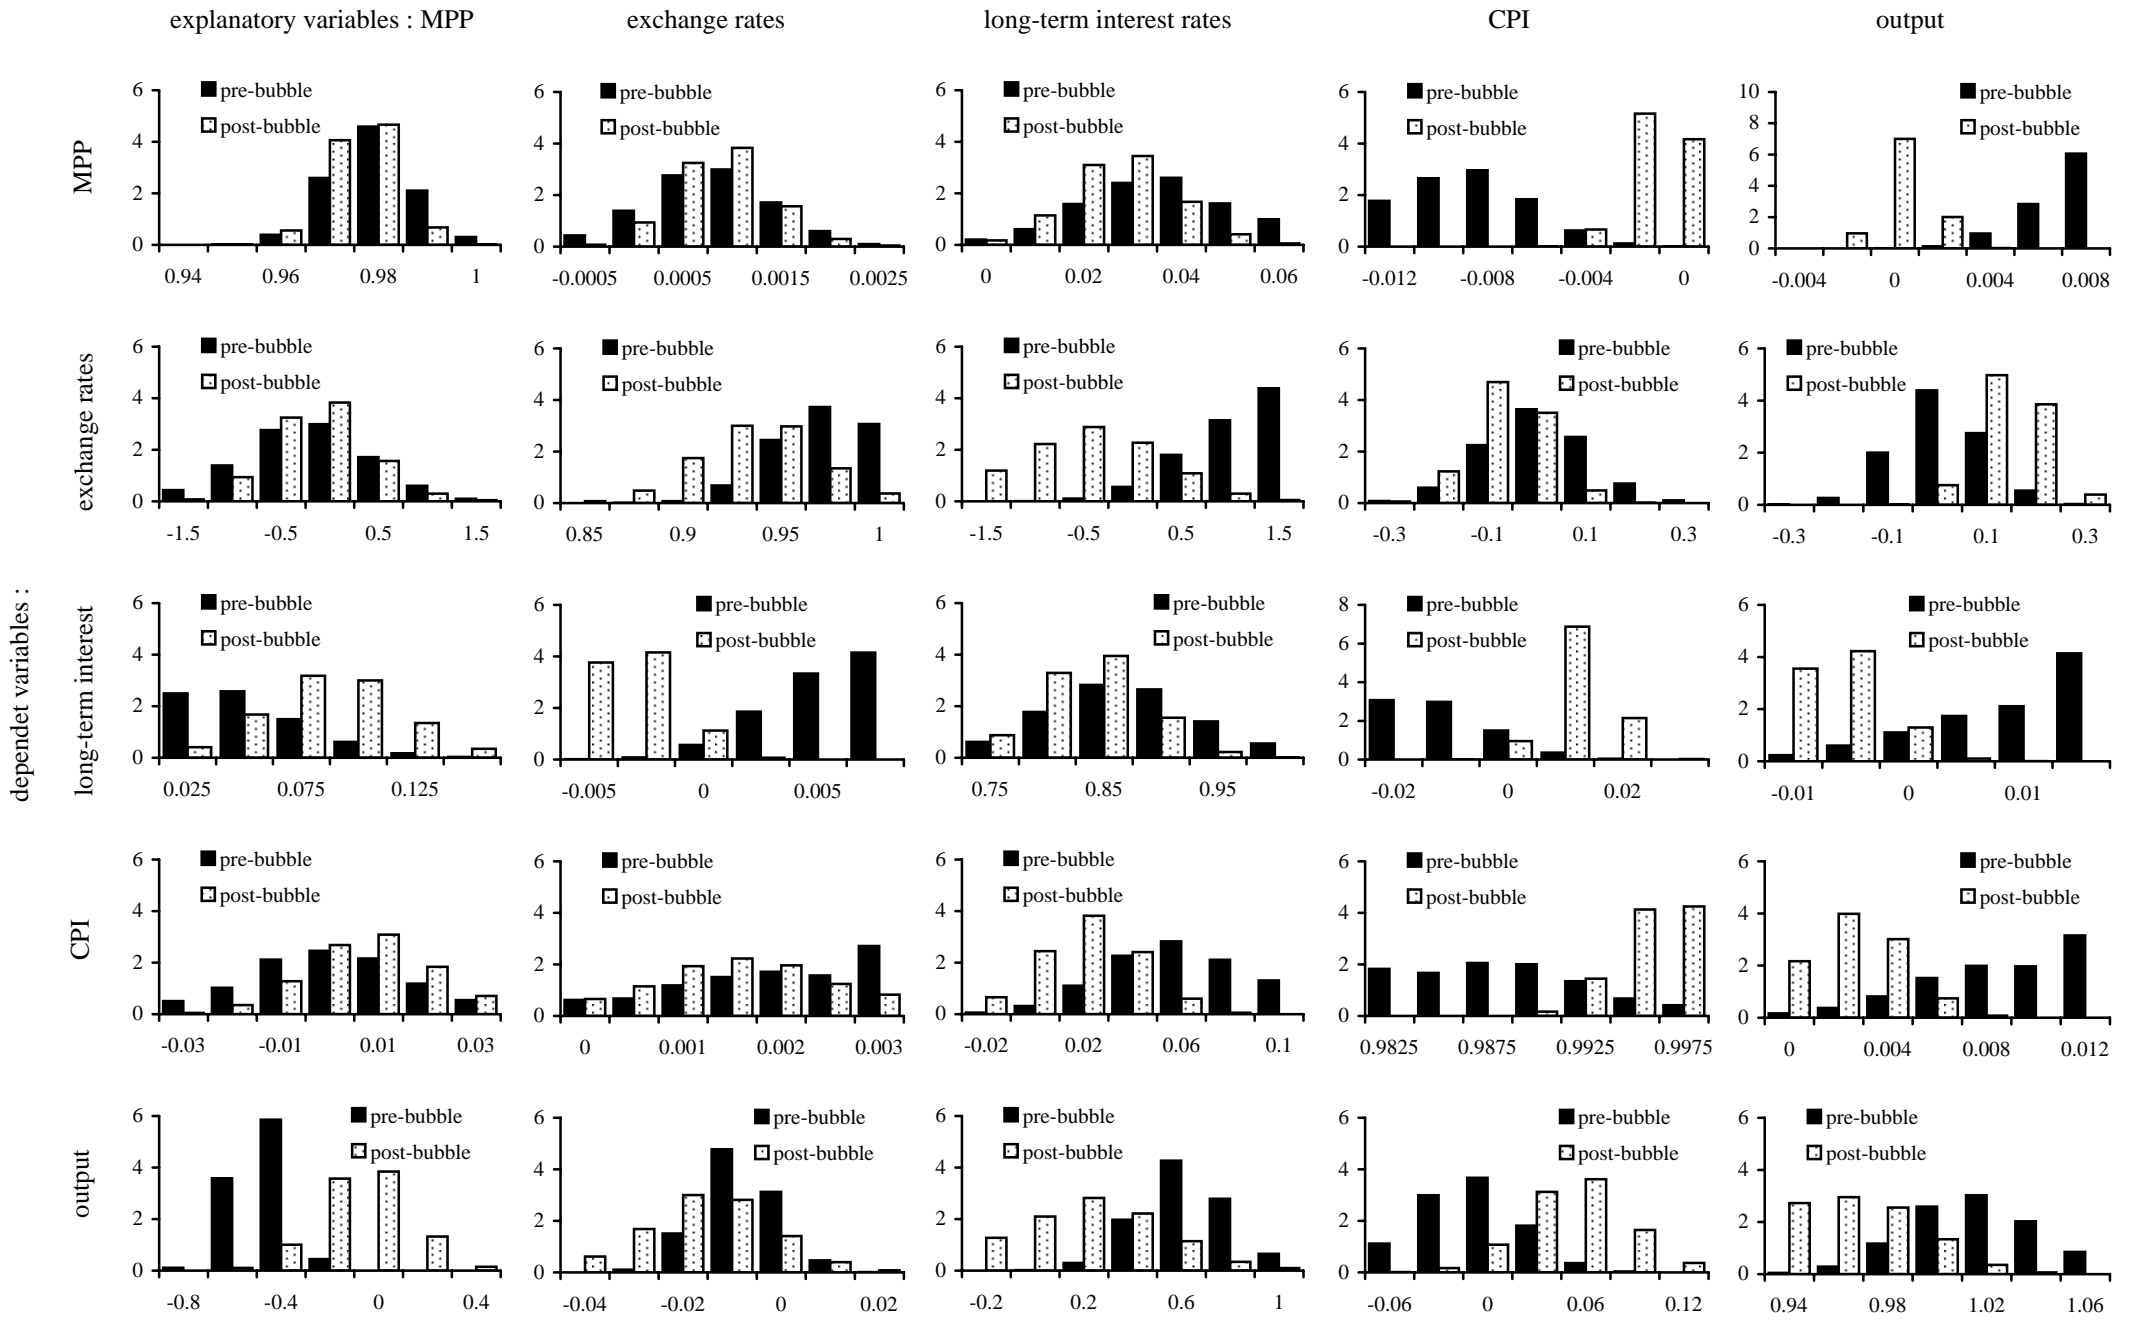 explanatory variables : MPP exchange rates long-term interest rates CPI output
MPP
6 4 2 0
pre-bubble
post-bubble
0.94 0.96 0.98 1
6 4 2 0
pre-bubble
post-bubble
-0.0005 0.0005 0.0015 0.0025
6 4 2 0
pre-bubble
post-bubble
0 0.02 0.04 0.06
6 4 2 0
pre-bubble
post-bubble
-0.012 -0.008 -0.004 0
10 8 6 4 2 0
pre-bubble
post-bubble
-0.004 0 0.004 0.008
exchange rates
6 4 2 0
pre-bubble
post-bubble
-1.5 -0.5 0.5 1.5
6 4 2 0
pre-bubble
post-bubble
0.85 0.9 0.95 1
6 4 2 0
pre-bubble
post-bubble
-1.5 -0.5 0.5 1.5
6 4 2 0
pre-bubble
post-bubble
-0.3 -0.1 0.1 0.3
6 4 2 0
pre-bubble
post-bubble
-0.3 -0.1 0.1 0.3
dependet variables :
long-term interest
6 4 2 0
pre-bubble
post-bubble
0.025 0.075 0.125
6 4 2 0
pre-bubble
post-bubble
-0.005 0 0.005
6 4 2 0
pre-bubble
post-bubble
0.75 0.85 0.95
8 6 4 2 0
pre-bubble
post-bubble
-0.02 0 0.02
6 4 2 0
pre-bubble
post-bubble
-0.01 0 0.01
CPI
6 4 2 0
pre-bubble
post-bubble
-0.03 -0.01 0.01 0.03
6 4 2 0
pre-bubble
post-bubble
0 0.001 0.002 0.003
6 4 2 0
pre-bubble
post-bubble
-0.02 0.02 0.06 0.1
6 4 2 0
pre-bubble
post-bubble
0.9825 0.9875 0.9925 0.9975
6 4 2 0
pre-bubble
post-bubble
0 0.004 0.008 0.012
output
6 4 2 0
pre-bubble
post-bubble
-0.8 -0.4 0 0.4
6 4 2 0
pre-bubble
post-bubble
-0.04 -0.02 0 0.02
6 4 2 0
pre-bubble
post-bubble
-0.2 0.2 0.6 1
6 4 2 0
pre-bubble
post-bubble
-0.06 0 0.06 0.12
6 4 2 0
pre-bubble
post-bubble
0.94 0.98 1.02 1.06